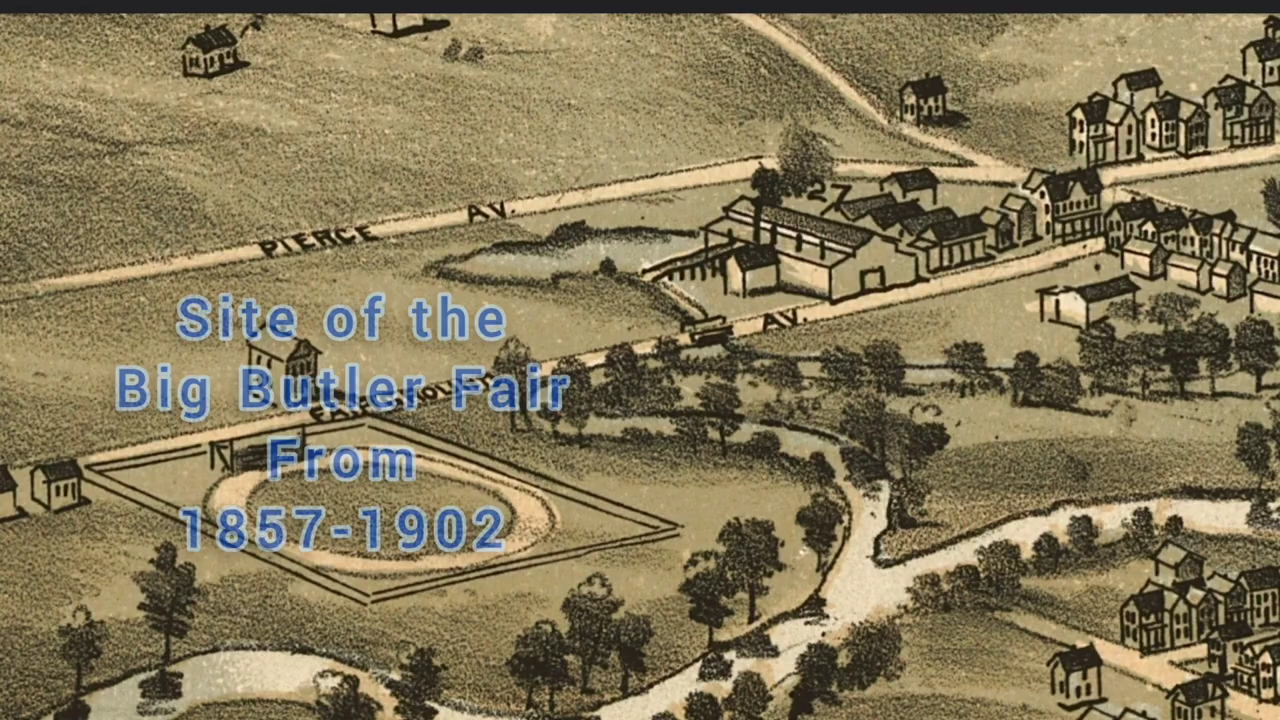 27
PIERCE AV.
AV.
Site of the
Big Butler Fair
From
1857-1902